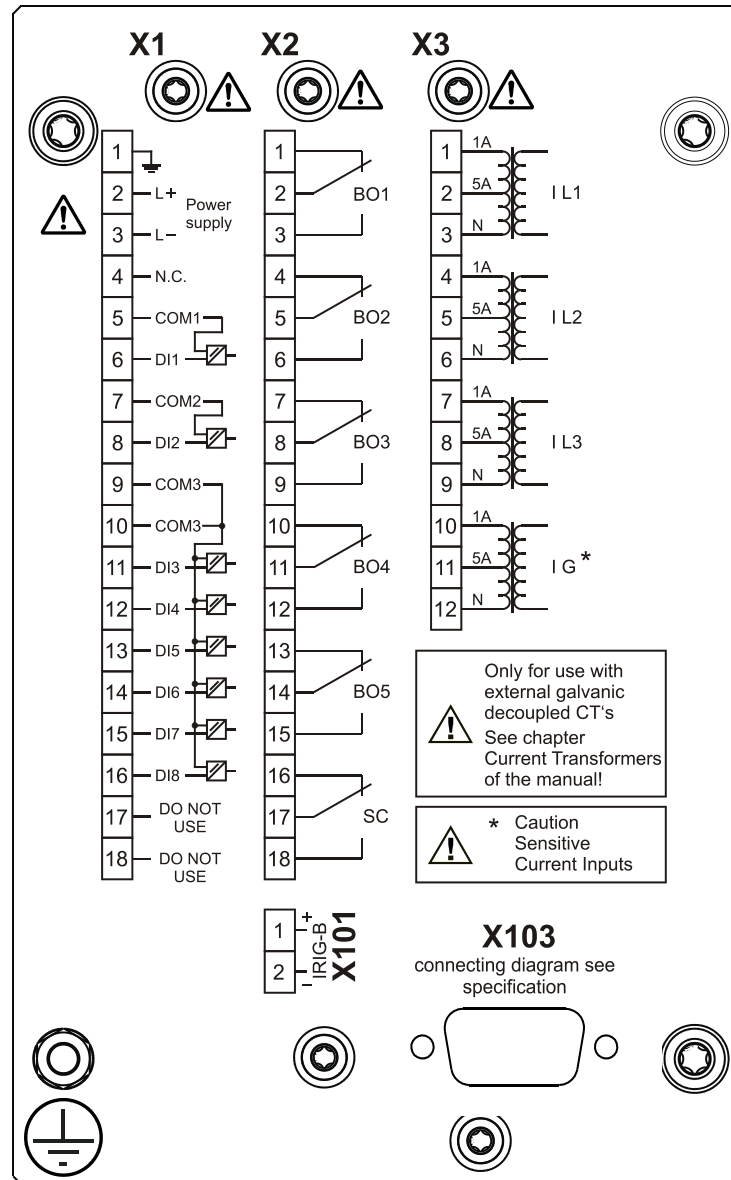 X1 X2 X3
1
2 L+
3 L−
Power
supply
4 N.C.
5 COM1
6 DI1
7 COM2
8 DI2
9 COM3
10 COM3
11 DI3
12 DI4
13 DI5
14 DI6
15 DI7
16 DI8
17 DO NOT
USE
18 DO NOT
USE
1
2 BO1
3
4
5 BO2
6
7
8 BO3
9
10
11 BO4
12
13
14 BO5
15
16
17 SC
18
1 1A
2 5A I L1
3 N
4 1A
5 5A I L2
6 N
7 1A
8 5A I L3
9 N
10 1A
11 5A I G*
12 N
Only for use with
external galvanic
decoupled CT‘s
See chapter
Current Transformers
of the manual!
* Caution
Sensitive
Current Inputs
1 +
2 −
IRIG-B
X101
X103
connecting diagram see
specification